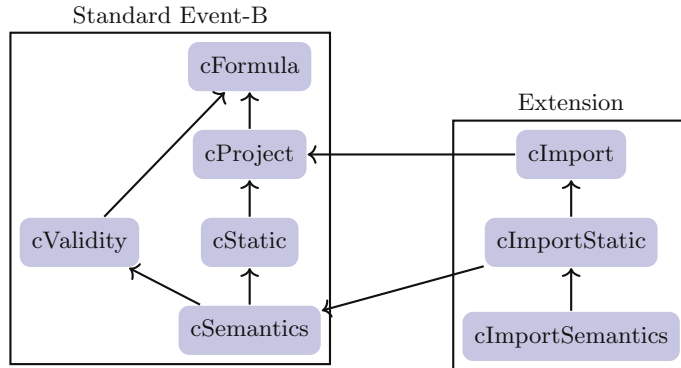 Standard Event-B
cFormula
Extension
cProject
cImport
cValidity
cStatic
cImportStatic
cSemantics
cImportSemantics